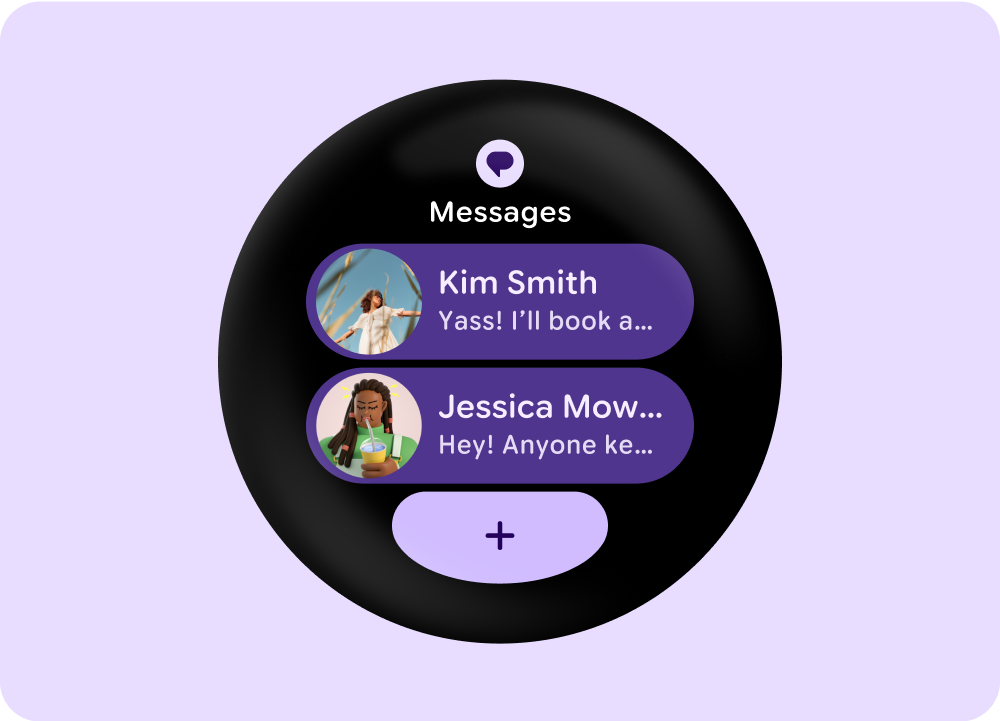 Messages
Kim Smith
Yass! I’ll book a…
Jessica Mow…
Hey! Anyone ke…